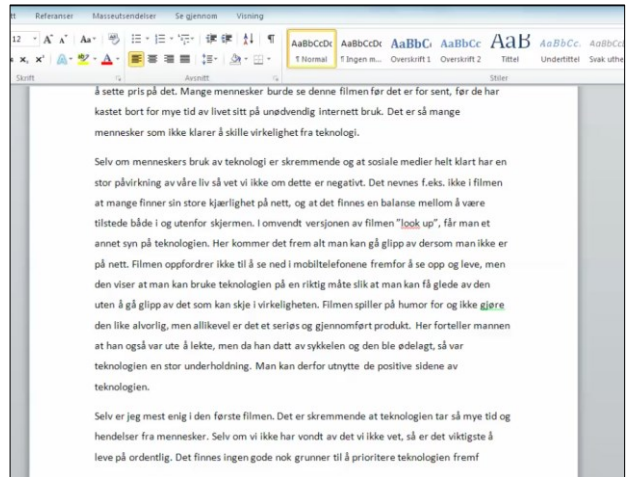 tt Referanser Masseutsendelser Se gjennom Visning
12 A A Aa
x, x² A A
AaBbCcDc AaBbCcDc AaBbC AaBbCc AaB AaBbCc. AaBbCcl
¶ Normal ¶ Ingen m... Overskrift 1 Overskrift 2 Tittel Undertittel Svak uthe
Skrift Avsnitt Stiler
å sette pris på det. Mange mennesker burde se denne filmen før det er for sent, før de har
kastet bort for mye tid av livet sitt på unødvendig internett bruk. Det er så mange
mennesker som ikke klarer å skille virkelighet fra teknologi.
Selv om menneskers bruk av teknologi er skremmende og at sosiale medier helt klart har en
stor påvirkning av våre liv så vet vi ikke om dette er negativt. Det nevnes f.eks. ikke i filmen
at mange finner sin store kjærlighet på nett, og at det finnes en balanse mellom å være
tilstede både i og utenfor skjermen. I omvendt versjonen av filmen "look up", får man et
annet syn på teknologien. Her kommer det frem alt man kan gå glipp av dersom man ikke er
på nett. Filmen oppfordrer ikke til å se ned i mobiltelefonene fremfor å se opp og leve, men
den viser at man kan bruke teknologien på en riktig måte slik at man kan få glede av den
uten å gå glipp av det som kan skje i virkeligheten. Filmen spiller på humor for og ikke gjøre
den like alvorlig, men allikevel er det et seriøs og gjennomført produkt. Her forteller mannen
at han også var ute å lekte, men da han datt av sykkelen og den ble ødelagt, så var
teknologien en stor underholdning. Man kan derfor utnytte de positive sidene av
teknologien.
Selv er jeg mest enig i den første filmen. Det er skremmende at teknologien tar så mye tid og
hendelser fra mennesker. Selv om vi ikke har vondt av det vi ikke vet, så er det viktigste å
leve på ordentlig. Det finnes ingen gode nok grunner til å prioritere teknologien fremf